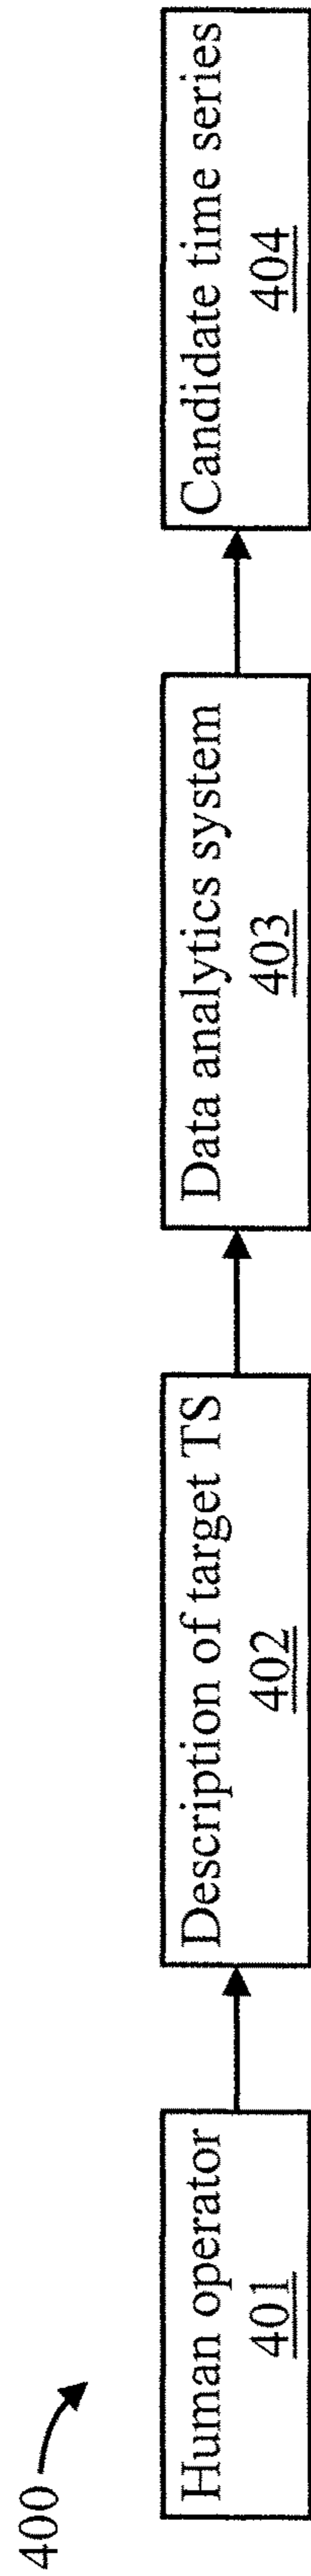 400
Human operator
401
Description of target TS
402
Data analytics system
403
Candidate time series
404